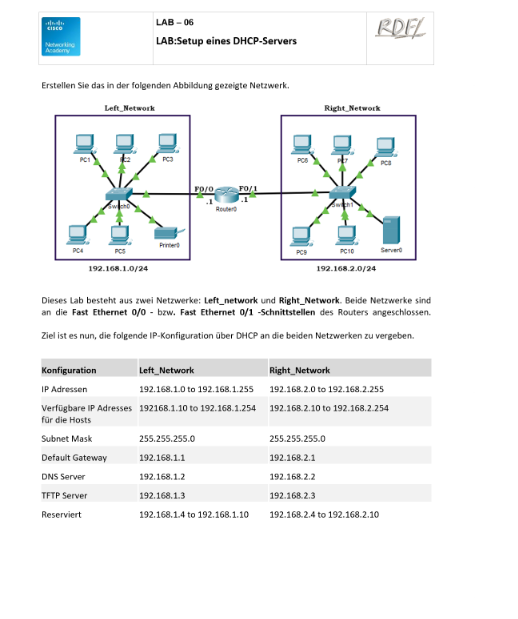 cisco
Networking
Academy
LAB – 06
LAB:Setup eines DHCP-Servers
RDFL
Erstellen Sie das in der folgenden Abbildung gezeigte Netzwerk.
Left_Network
Right_Network
PC1
PC2
PC3
PC6
PC7
PC8
Switch0
F0/0
F0/1
.1
.1
Router0
Switch1
PC4
PC5
Printer0
PC9
PC10
Server0
192.168.1.0/24
192.168.2.0/24
Dieses Lab besteht aus zwei Netzwerke: Left_network und Right_Network. Beide Netzwerke sind
an die Fast Ethernet 0/0 - bzw. Fast Ethernet 0/1 -Schnittstellen des Routers angeschlossen.
Ziel ist es nun, die folgende IP-Konfiguration über DHCP an die beiden Netzwerken zu vergeben.
Konfiguration Left_Network Right_Network
IP Adressen 192.168.1.0 to 192.168.1.255 192.168.2.0 to 192.168.2.255
Verfügbare IP Adresses 192168.1.10 to 192.168.1.254 192.168.2.10 to 192.168.2.254
für die Hosts
Subnet Mask 255.255.255.0 255.255.255.0
Default Gateway 192.168.1.1 192.168.2.1
DNS Server 192.168.1.2 192.168.2.2
TFTP Server 192.168.1.3 192.168.2.3
Reserviert 192.168.1.4 to 192.168.1.10 192.168.2.4 to 192.168.2.10